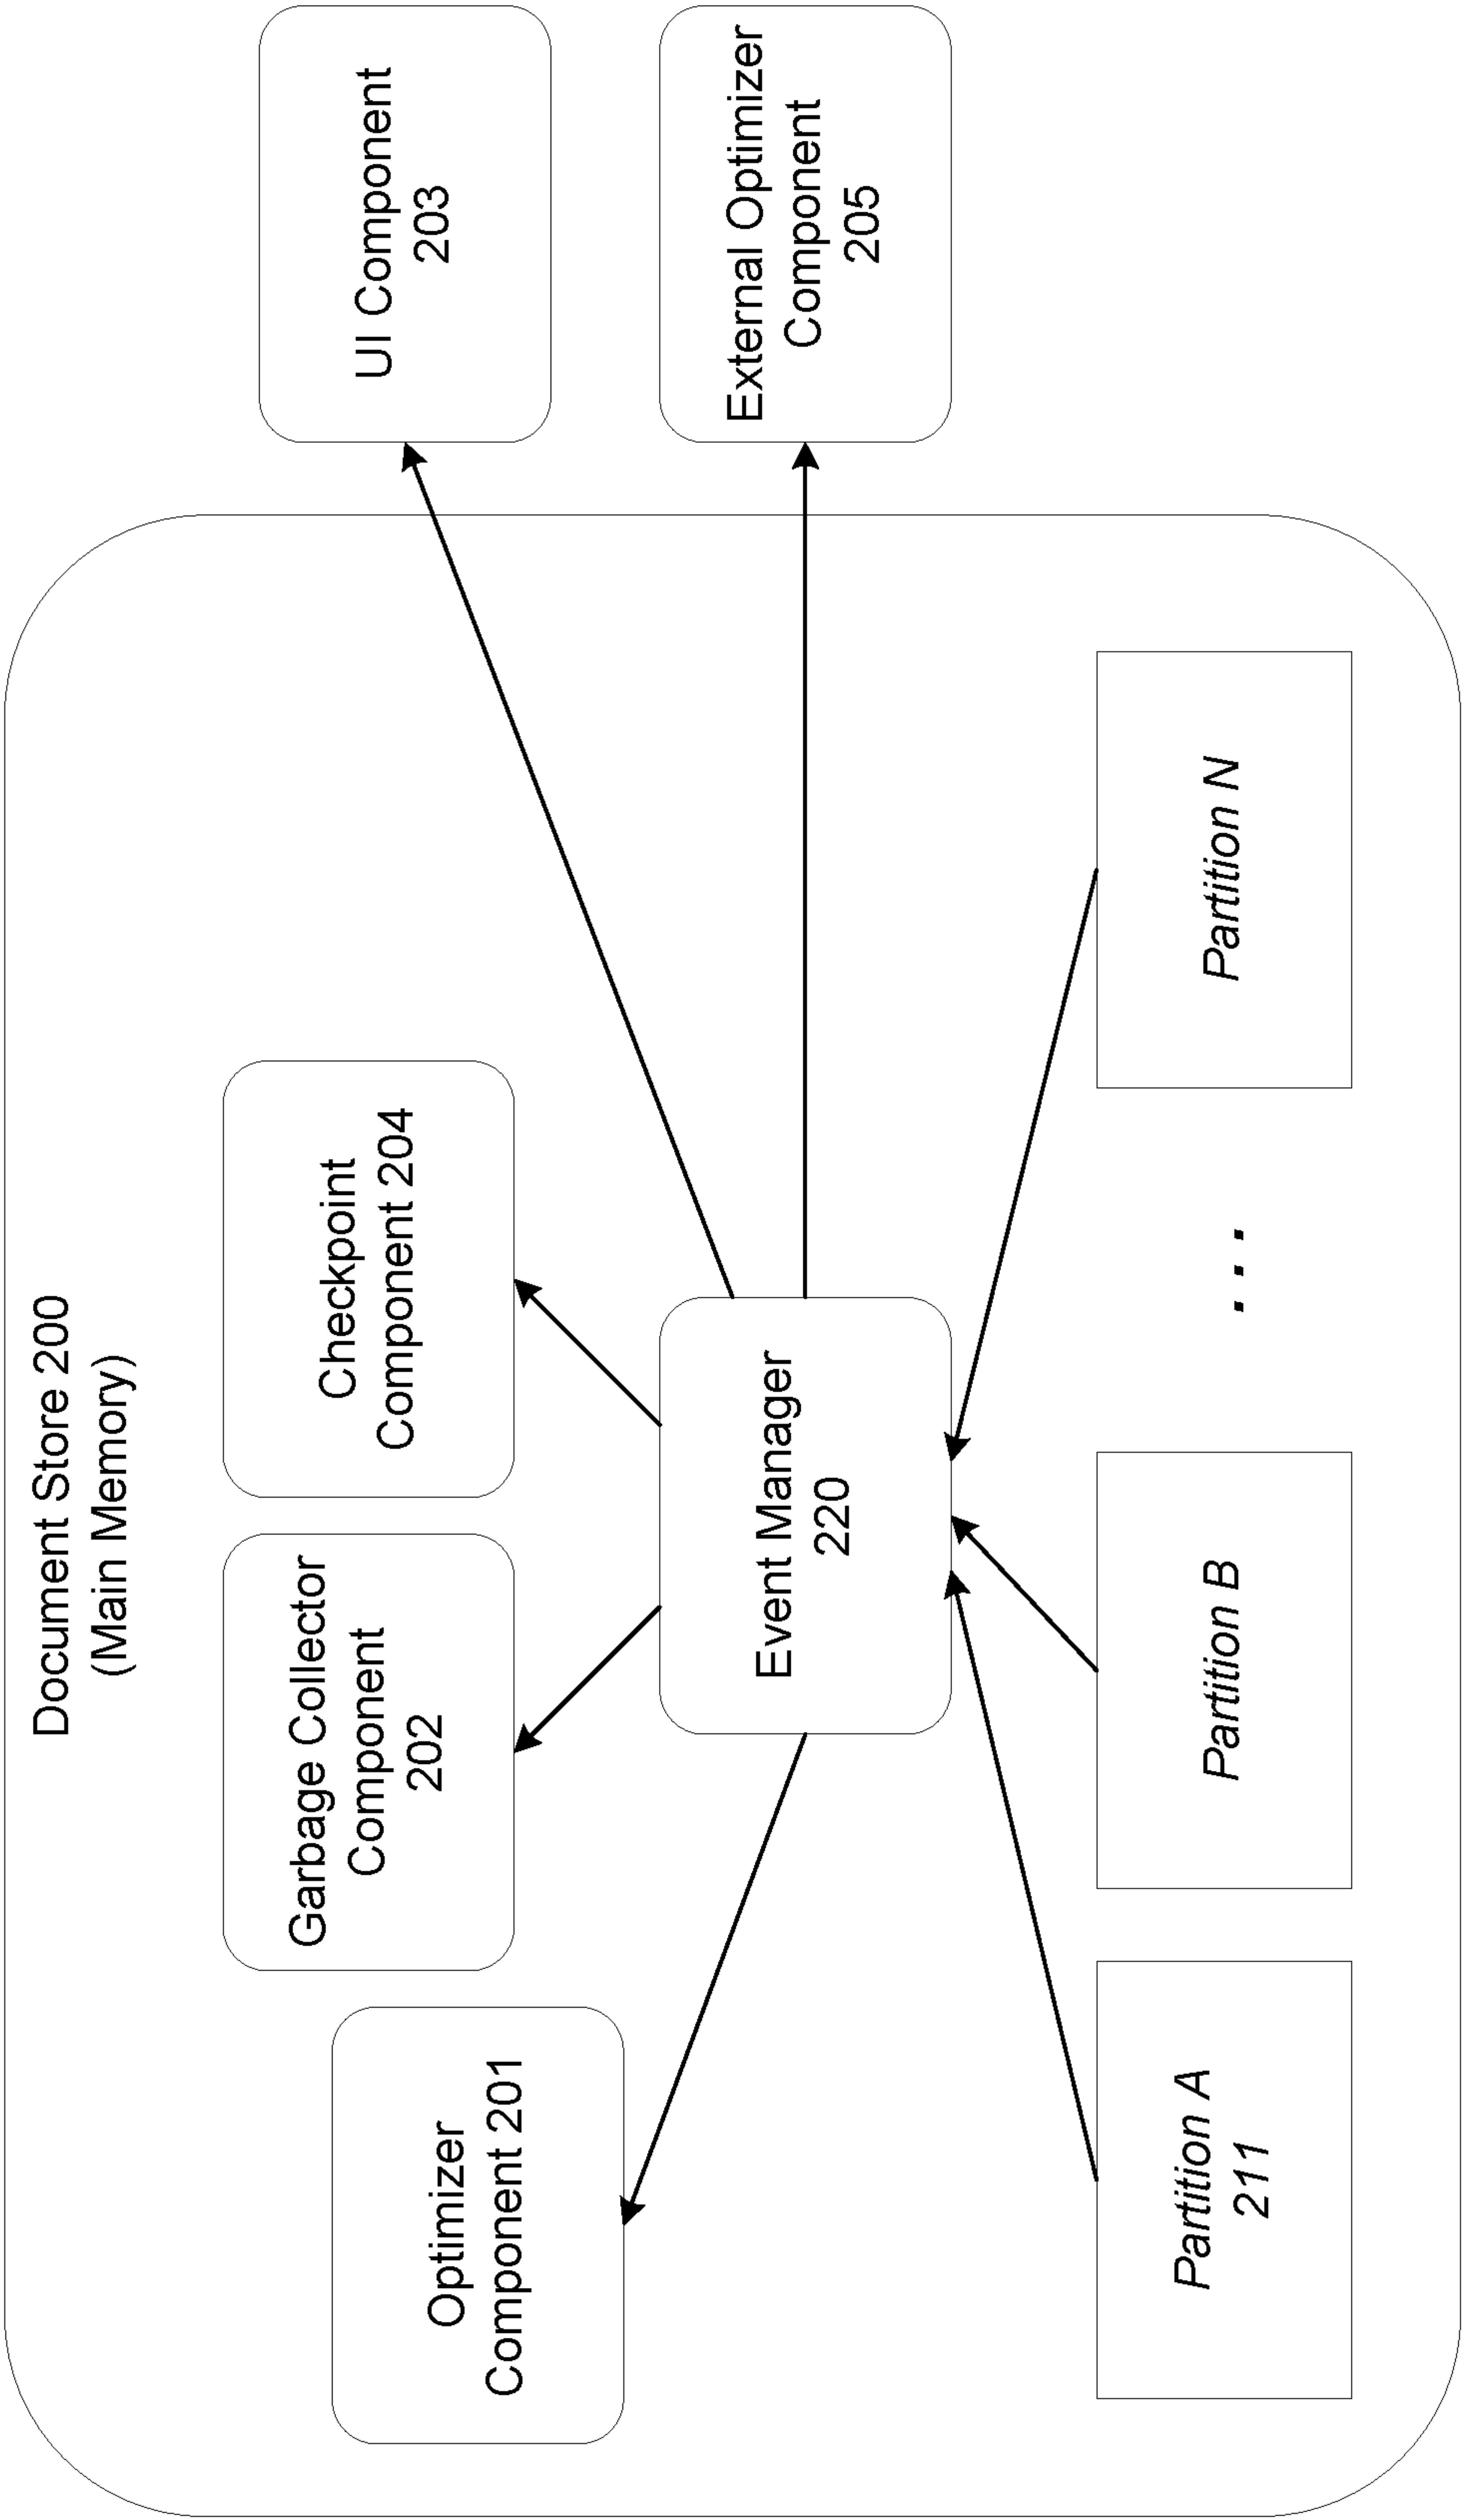 Document Store 200
(Main Memory)
Optimizer
Component 201
Garbage Collector
Component
202
Checkpoint
Component 204
UI Component
203
Event Manager
220
External Optimizer
Component
205
Partition A
211
Partition B
. . .
Partition N